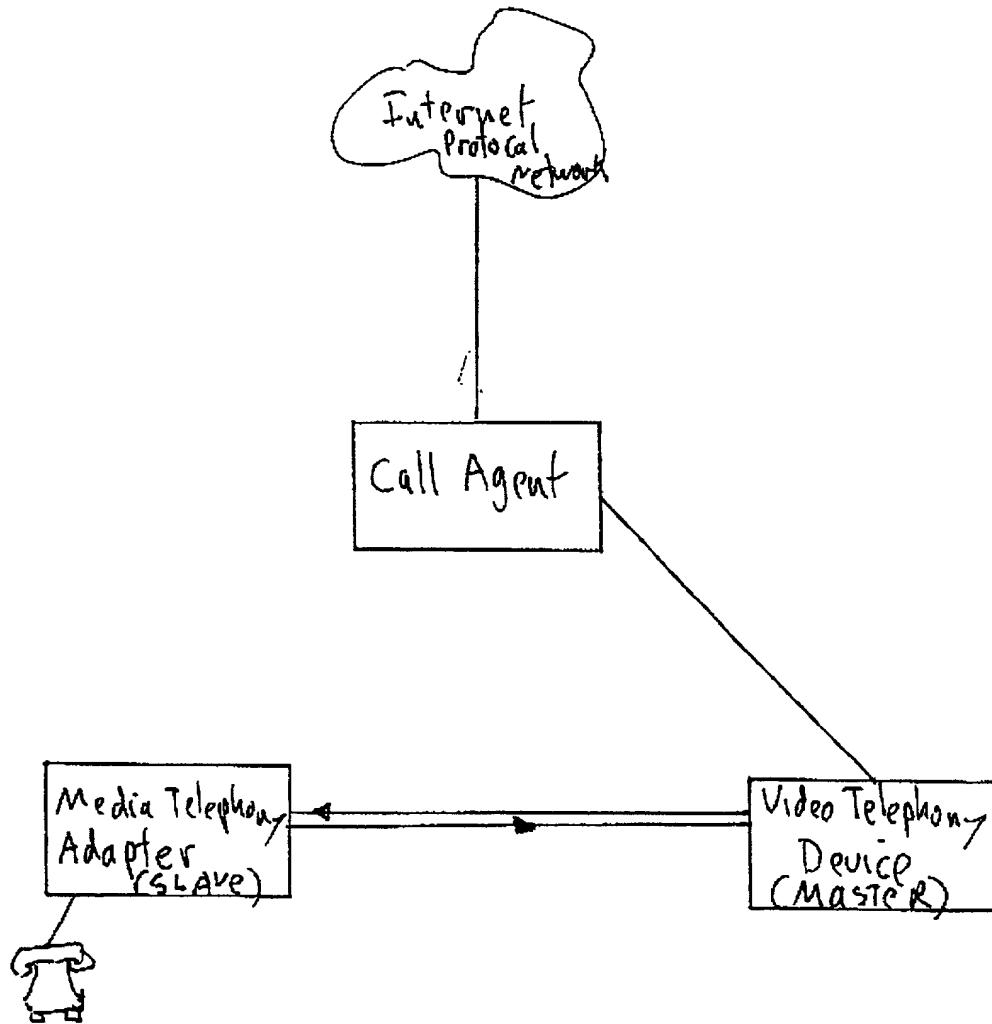 Internet
Protocal
Network
Call Agent
Media Telephony
Adapter
(SLAVE)
Video Telephony
Device
(MASTER)